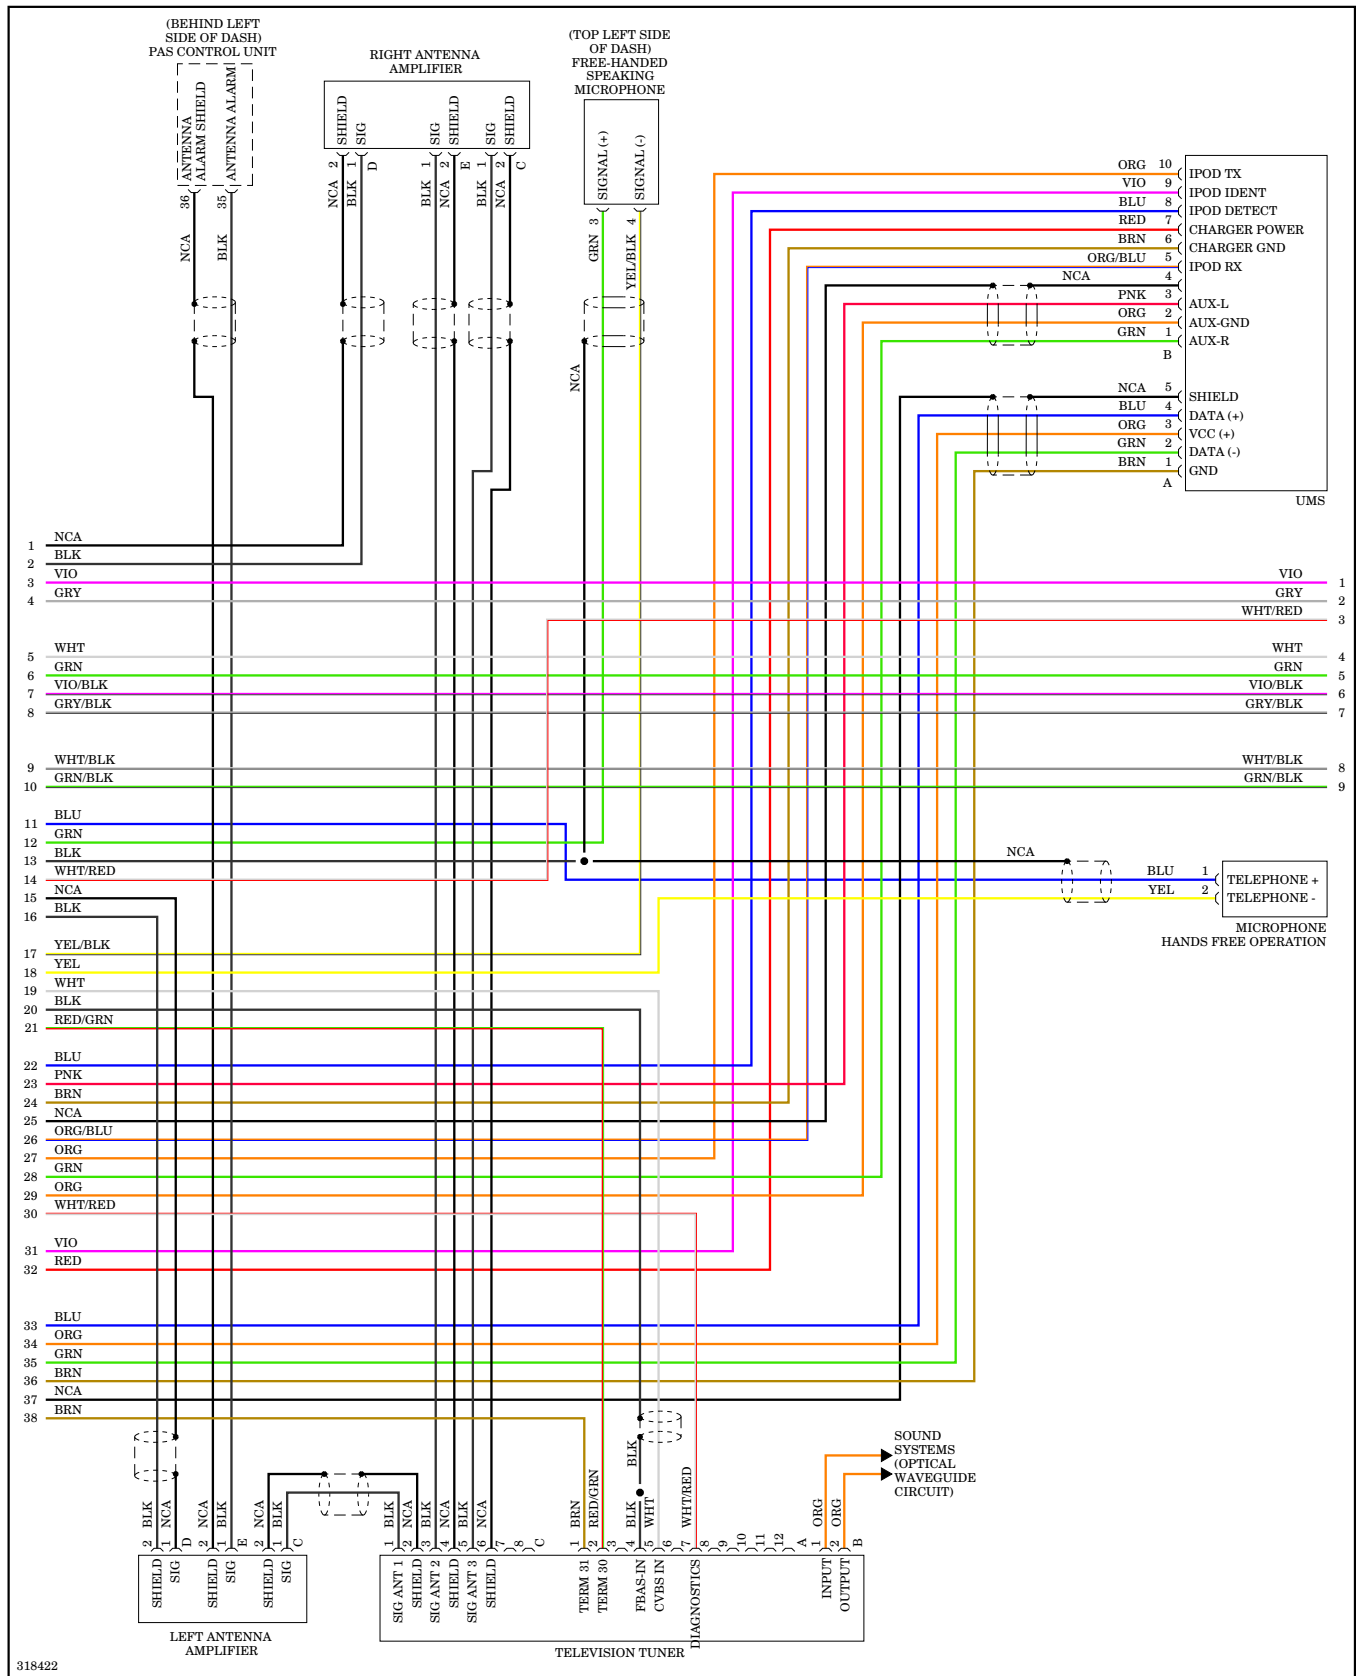 (BEHIND LEFT
SIDE OF DASH)
PAS CONTROL UNIT
ANTENNA
ALARM SHIELD
ANTENNA ALARM
36
35
NCA
BLK
RIGHT ANTENNA
AMPLIFIER
SHIELD
SIG
SIG
SHIELD
SIG
SHIELD
2
1
D
1
2
E
1
2
C
NCA
BLK
BLK
NCA
BLK
NCA
(TOP LEFT SIDE
OF DASH)
FREE-HANDED
SPEAKING
MICROPHONE
SIGNAL (+)
SIGNAL (-)
3
4
GRN
YEL/BLK
NCA
ORG 10 IPOD TX
VIO 9 IPOD IDENT
BLU 8 IPOD DETECT
RED 7 CHARGER POWER
BRN 6 CHARGER GND
ORG/BLU 5 IPOD RX
NCA 4
PNK 3 AUX-L
ORG 2 AUX-GND
GRN 1 AUX-R
B
NCA 5 SHIELD
BLU 4 DATA (+)
ORG 3 VCC (+)
GRN 2 DATA (-)
BRN 1 GND
A
UMS
1 NCA
2 BLK
3 VIO VIO 1
4 GRY GRY 2
WHT/RED 3
5 WHT WHT 4
6 GRN GRN 5
7 VIO/BLK VIO/BLK 6
8 GRY/BLK GRY/BLK 7
9 WHT/BLK WHT/BLK 8
10 GRN/BLK GRN/BLK 9
11 BLU
12 GRN
13 BLK NCA
14 WHT/RED BLU 1 TELEPHONE +
15 NCA YEL 2 TELEPHONE -
16 BLK
MICROPHONE
HANDS FREE OPERATION
17 YEL/BLK
18 YEL
19 WHT
20 BLK
21 RED/GRN
22 BLU
23 PNK
24 BRN
25 NCA
26 ORG/BLU
27 ORG
28 GRN
29 ORG
30 WHT/RED
31 VIO
32 RED
33 BLU
34 ORG
35 GRN
36 BRN
37 NCA
38 BRN
SOUND
SYSTEMS
(OPTICAL
WAVEGUIDE
CIRCUIT)
BLK
NCA
NCA
BLK
NCA
BLK
2
1
D
2
1
E
2
1
C
SHIELD
SIG
SHIELD
SIG
SHIELD
SIG
LEFT ANTENNA
AMPLIFIER
BLK
NCA
BLK
NCA
BLK
NCA
1
2
3
4
5
6
7
8
C
SIG ANT 1
SHIELD
SIG ANT 2
SHIELD
SIG ANT 3
SHIELD
BRN
RED/GRN
BLK
BLK
WHT
WHT/RED
1
2
3
4
5
6
7
8
9
10
11
12
A
TERM 31
TERM 30
FBAS-IN
CVBS IN
DIAGNOSTICS
ORG
ORG
1
2
B
INPUT
OUTPUT
TELEVISION TUNER
318422